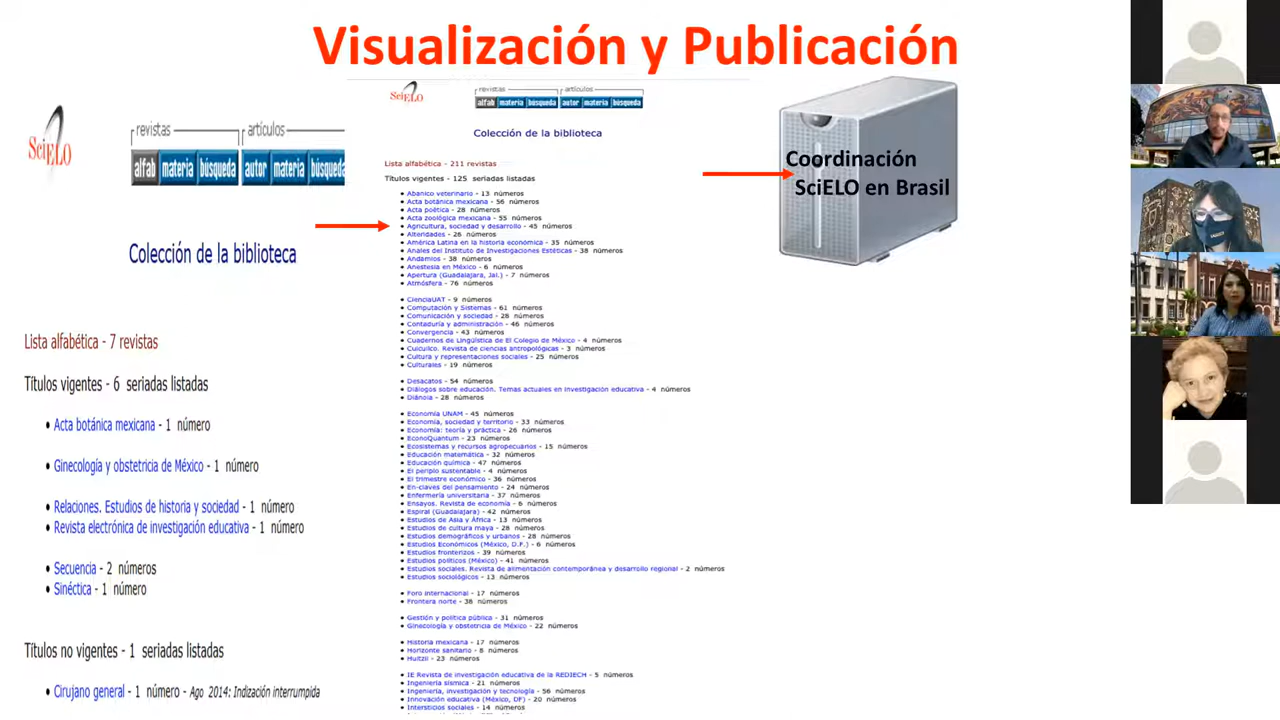 Visualización y Publicación
SciELO
revistas
artículos
alfab materia búsqueda autor materia búsqueda
Colección de la biblioteca
Lista alfabética - 7 revistas
Títulos vigentes - 6 seriadas listadas
Acta botánica mexicana - 1 número
Ginecología y obstetricia de México - 1 número
Relaciones. Estudios de historia y sociedad - 1 número
Revista electrónica de investigación educativa - 1 número
Secuencia - 2 números
Sinéctica - 1 número
Títulos no vigentes - 1 seriadas listadas
Cirujano general - 1 número - Ago 2014: Indización interrumpida
SciELO
revistas
artículos
alfab materia búsqueda autor materia búsqueda
Colección de la biblioteca
Lista alfabética - 211 revistas
Títulos vigentes - 125 seriadas listadas
Abanico veterinario - 13 números
Acta botánica mexicana - 56 números
Acta poética - 28 números
Acta zoológica mexicana - 55 números
Agricultura, sociedad y desarrollo - 45 números
Alteridades - 26 números
América Latina en la historia económica - 35 números
Anales del Instituto de Investigaciones Estéticas - 38 números
Andamios - 38 números
Anestesia en México - 6 números
Apertura (Guadalajara, Jal.) - 7 números
Atmósfera - 76 números
CienciaUAT - 9 números
Computación y Sistemas - 61 números
Comunicación y sociedad - 28 números
Contaduría y administración - 46 números
Convergencia - 43 números
Cuadernos de Lingüística de El Colegio de México - 4 números
Cuicuilco. Revista de ciencias antropológicas - 3 números
Cultura y representaciones sociales - 25 números
Culturales - 19 números
Desacatos - 54 números
Diálogos sobre educación. Temas actuales en investigación educativa - 4 números
Diánoia - 28 números
Economía UNAM - 45 números
Economía, sociedad y territorio - 33 números
Economía: teoría y práctica - 26 números
EconoQuantum - 23 números
Ecosistemas y recursos agropecuarios - 15 números
Educación matemática - 32 números
Educación química - 47 números
El periplo sustentable - 4 números
El trimestre económico - 36 números
En-claves del pensamiento - 24 números
Enfermería universitaria - 37 números
Ensayos. Revista de economía - 6 números
Espiral (Guadalajara) - 42 números
Estudios de Asia y África - 13 números
Estudios de cultura maya - 28 números
Estudios demográficos y urbanos - 28 números
Estudios Económicos (México, D.F.) - 6 números
Estudios fronterizos - 39 números
Estudios políticos (México) - 41 números
Estudios sociales. Revista de alimentación contemporánea y desarrollo regional - 2 números
Estudios sociológicos - 13 números
Foro internacional - 17 números
Frontera norte - 38 números
Gestión y política pública - 31 números
Ginecología y obstetricia de México - 22 números
Historia mexicana - 17 números
Horizonte sanitario - 8 números
Huitzil - 23 números
IE Revista de investigación educativa de la REDIECH - 5 números
Ingeniería sísmica - 21 números
Ingeniería, investigación y tecnología - 56 números
Innovación educativa (México, DF) - 20 números
Intersticios sociales - 14 números
Coordinación
SciELO en Brasil